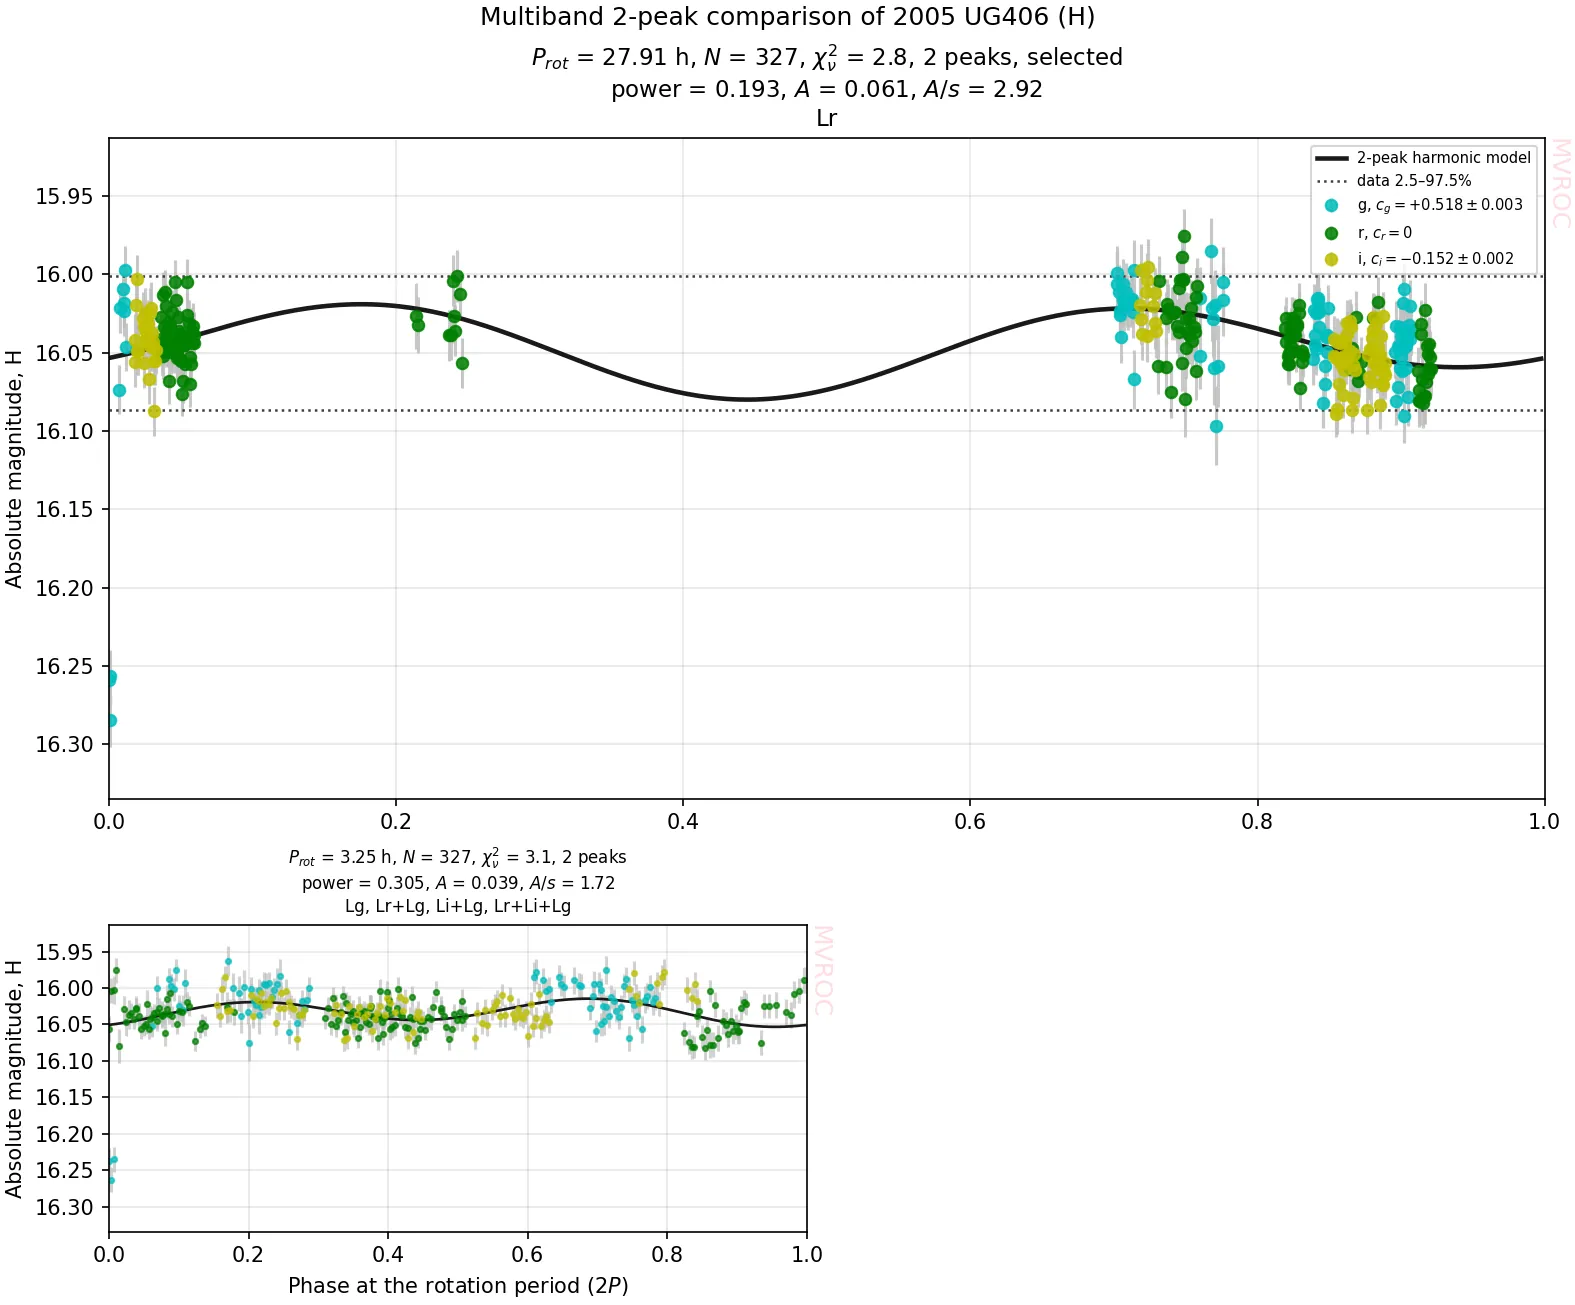 Multiband 2-peak comparison of 2005 UG406 (H)
P_rot = 27.91 h, N = 327, χ²_ν = 2.8, 2 peaks, selected
power = 0.193, A = 0.061, A/s = 2.92
Lr
MVROC
2-peak harmonic model
data 2.5–97.5%
g, c_g = +0.518 ± 0.003
r, c_r = 0
i, c_i = −0.152 ± 0.002
Absolute magnitude, H
15.95
16.00
16.05
16.10
16.15
16.20
16.25
16.30
0.0 0.2 0.4 0.6 0.8 1.0
P_rot = 3.25 h, N = 327, χ²_ν = 3.1, 2 peaks
power = 0.305, A = 0.039, A/s = 1.72
Lg, Lr+Lg, Li+Lg, Lr+Li+Lg
MVROC
Absolute magnitude, H
15.95
16.00
16.05
16.10
16.15
16.20
16.25
16.30
0.0 0.2 0.4 0.6 0.8 1.0
Phase at the rotation period (2P)